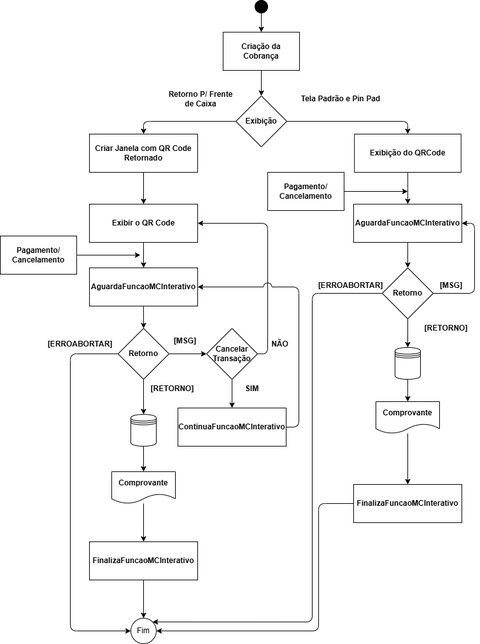 Criação da
Cobrança
Retorno P/ Frente
de Caixa
Tela Padrão e Pin Pad
Exibição
Criar Janela com QR Code
Retornado
Exibição do QRCode
Pagamento/
Cancelamento
Exibir o QR Code
AguardaFuncaoMCInterativo
Pagamento/
Cancelamento
AguardaFuncaoMCInterativo
[ERROABORTAR]
Retorno
[MSG]
[RETORNO]
[ERROABORTAR]
Retorno
[MSG]
Cancelar
Transação
NÃO
[RETORNO]
SIM
Comprovante
ContinuaFuncaoMCInterativo
Comprovante
FinalizaFuncaoMCInterativo
FinalizaFuncaoMCInterativo
Fim